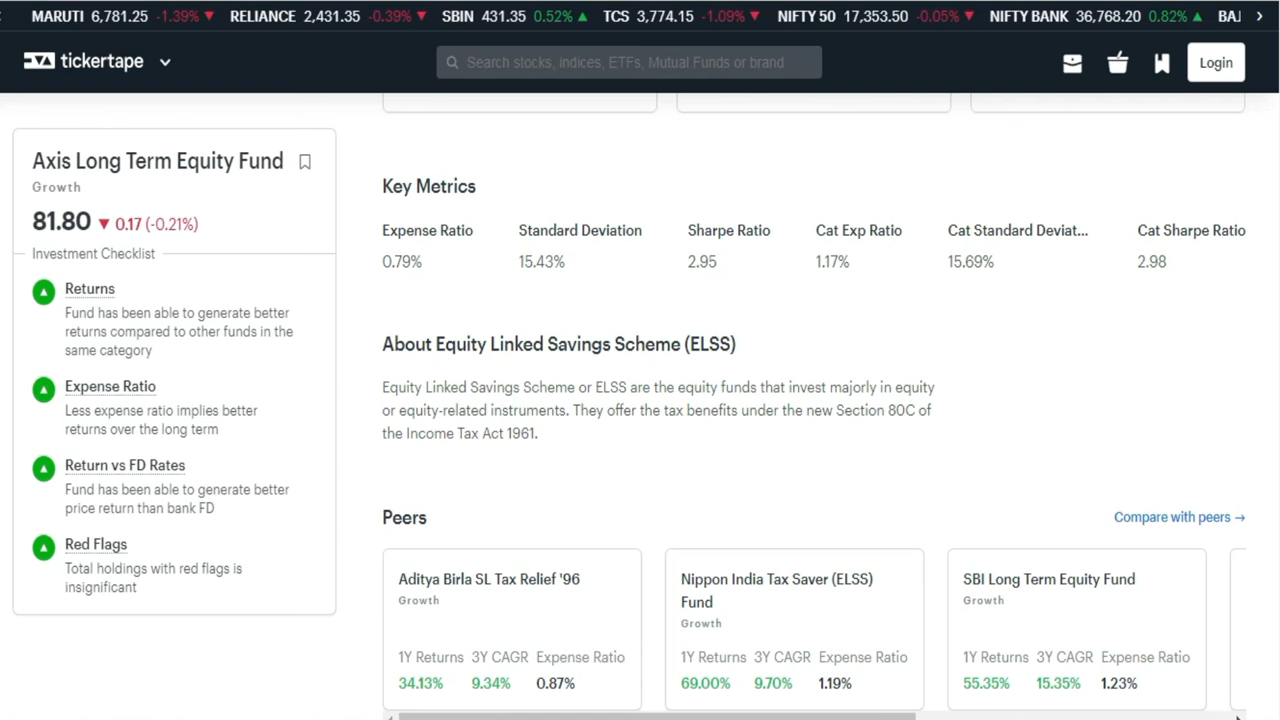 MARUTI 6,781.25 -1.39% RELIANCE 2,431.35 -0.39% SBIN 431.35 0.52% TCS 3,774.15 -1.09% NIFTY 50 17,353.50 -0.05% NIFTY BANK 36,768.20 0.82% BAJ
tickertape
Search stocks, indices, ETFs, Mutual Funds or brand
Login
Axis Long Term Equity Fund
Growth
81.80 0.17 (-0.21%)
Investment Checklist
Returns
Fund has been able to generate better
returns compared to other funds in the
same category
Expense Ratio
Less expense ratio implies better
returns over the long term
Return vs FD Rates
Fund has been able to generate better
price return than bank FD
Red Flags
Total holdings with red flags is
insignificant
Key Metrics
Expense Ratio Standard Deviation Sharpe Ratio Cat Exp Ratio Cat Standard Deviat... Cat Sharpe Ratio
0.79% 15.43% 2.95 1.17% 15.69% 2.98
About Equity Linked Savings Scheme (ELSS)
Equity Linked Savings Scheme or ELSS are the equity funds that invest majorly in equity
or equity-related instruments. They offer the tax benefits under the new Section 80C of
the Income Tax Act 1961.
Peers
Compare with peers →
Aditya Birla SL Tax Relief '96
Growth
1Y Returns 3Y CAGR Expense Ratio
34.13% 9.34% 0.87%
Nippon India Tax Saver (ELSS)
Fund
Growth
1Y Returns 3Y CAGR Expense Ratio
69.00% 9.70% 1.19%
SBI Long Term Equity Fund
Growth
1Y Returns 3Y CAGR Expense Ratio
55.35% 15.35% 1.23%